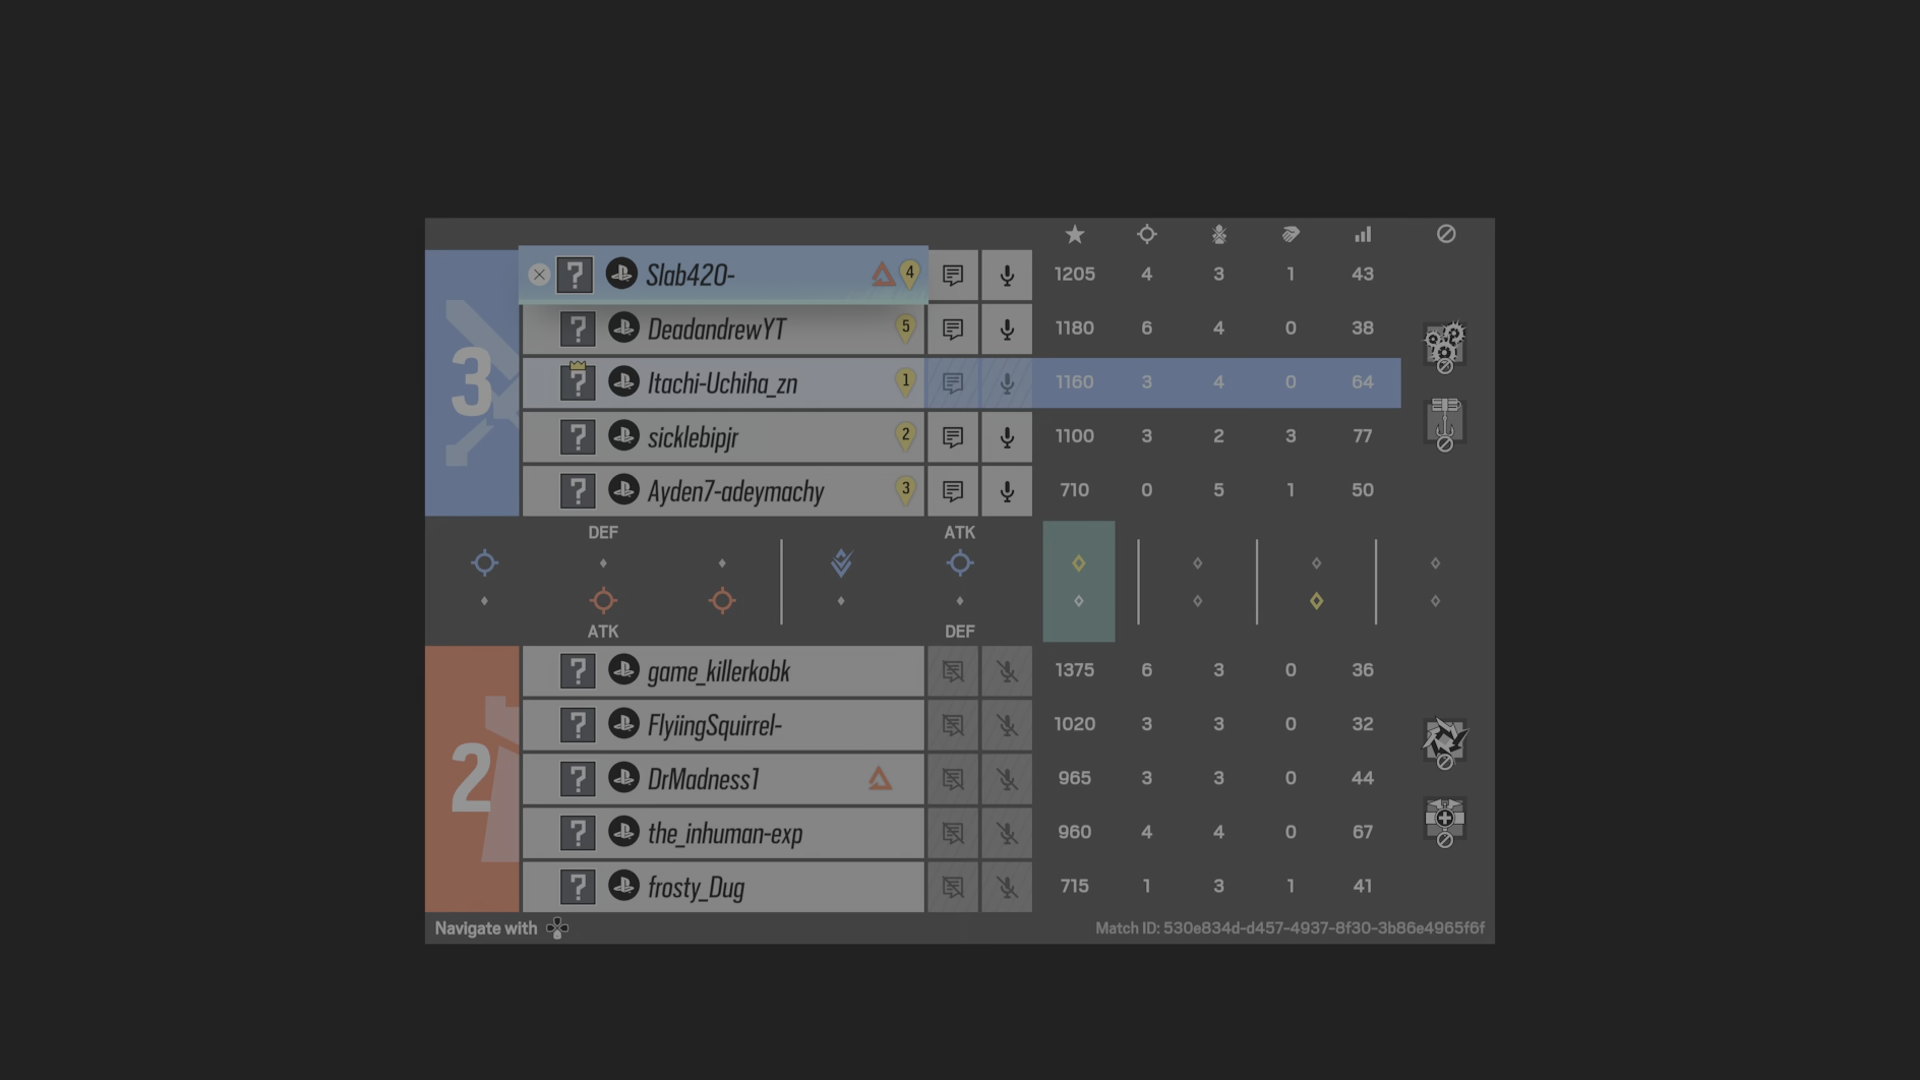 Slab420- 4 1205 4 3 1 43
DeadandrewYT 5 1180 6 4 0 38
3
Itachi-Uchiha_zn 1 1160 3 4 0 64
sicklebipjr 2 1100 3 2 3 77
Ayden7-adeymachy 3 710 0 5 1 50
DEF ATK
ATK DEF
game_killerkobk 1375 6 3 0 36
FlyiingSquirrel- 1020 3 3 0 32
2
DrMadness1 965 3 3 0 44
the_inhuman-exp 960 4 4 0 67
frosty_Dug 715 1 3 1 41
Navigate with
Match ID: 530e834d-d457-4937-8f30-3b86e4965f6f